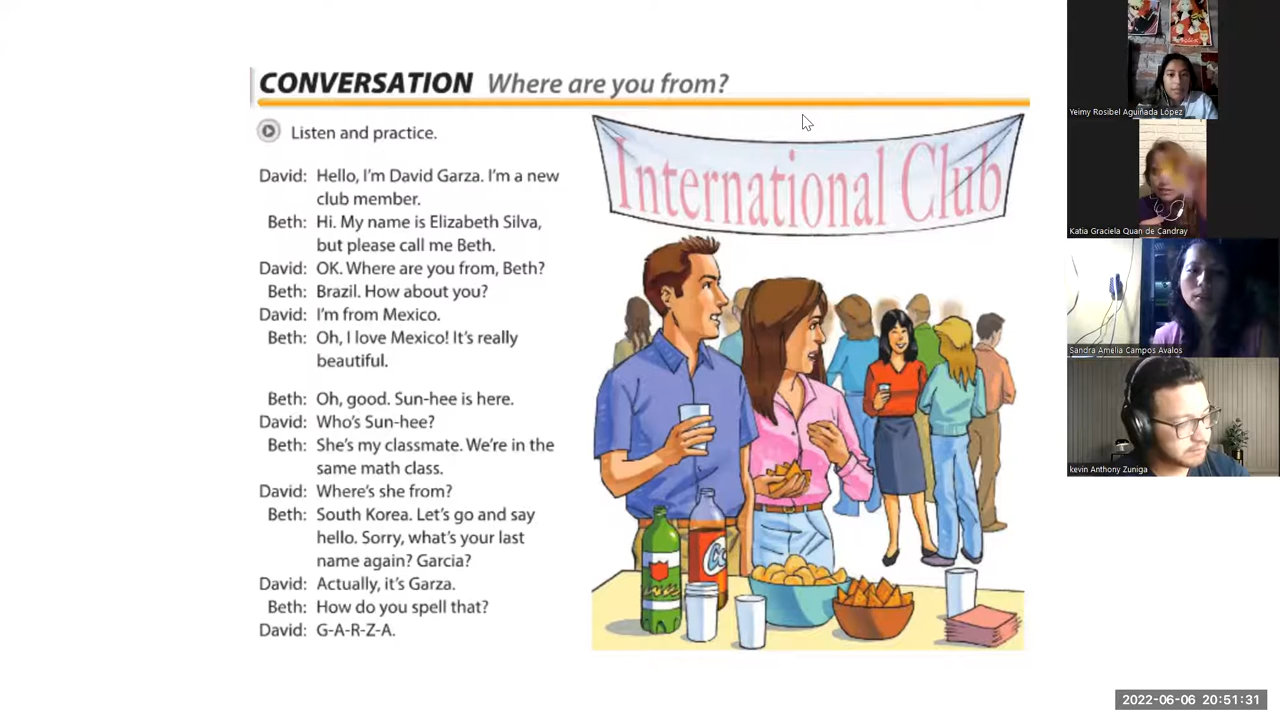 CONVERSATION Where are you from?
Listen and practice.
David: Hello, I'm David Garza. I'm a new
club member.
Beth: Hi. My name is Elizabeth Silva,
but please call me Beth.
David: OK. Where are you from, Beth?
Beth: Brazil. How about you?
David: I'm from Mexico.
Beth: Oh, I love Mexico! It's really
beautiful.
Beth: Oh, good. Sun-hee is here.
David: Who's Sun-hee?
Beth: She's my classmate. We're in the
same math class.
David: Where's she from?
Beth: South Korea. Let's go and say
hello. Sorry, what's your last
name again? Garcia?
David: Actually, it's Garza.
Beth: How do you spell that?
David: G-A-R-Z-A.
International Club
Yeimy Rosibel Aguiñada López
Katia Graciela Quan de Candray
Sandra Amelia Campos Avalos
kevin Anthony Zuniga
2022-06-06 20:51:31